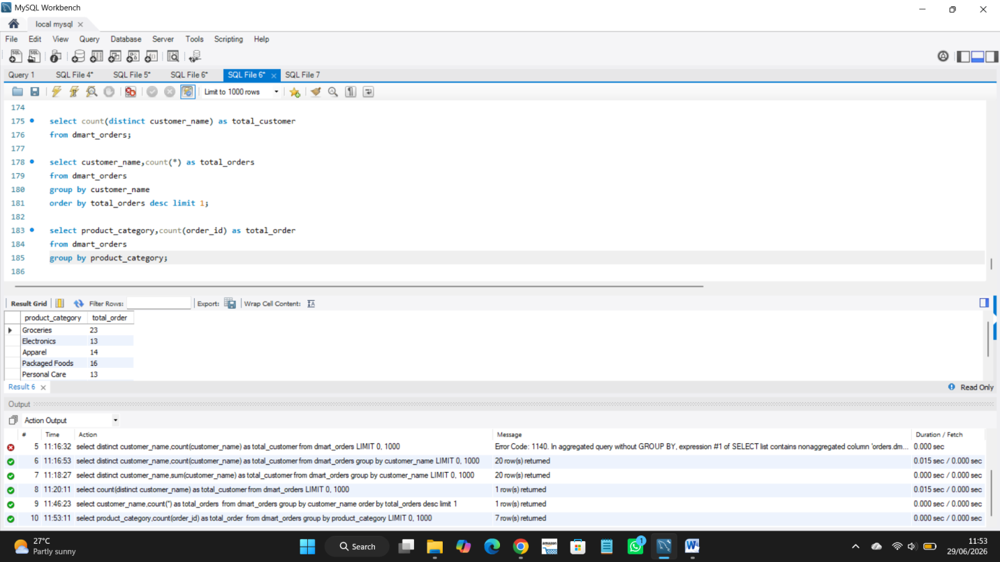 MySQL Workbench
local mysql
File Edit View Query Database Server Tools Scripting Help
Query 1 SQL File 4* SQL File 5* SQL File 6* SQL File 6* SQL File 7
Limit to 1000 rows
174
175 select count(distinct customer_name) as total_customer
176 from dmart_orders;
177
178 select customer_name,count(*) as total_orders
179 from dmart_orders
180 group by customer_name
181 order by total_orders desc limit 1;
182
183 select product_category,count(order_id) as total_order
184 from dmart_orders
185 group by product_category;
186
Result Grid Filter Rows: Export: Wrap Cell Content:
product_category total_order
Groceries 23
Electronics 13
Apparel 14
Packaged Foods 16
Personal Care 13
Result 6 Read Only
Output
Action Output
# Time Action Message Duration / Fetch
5 11:16:32 select distinct customer_name,count(customer_name) as total_customer from dmart_orders LIMIT 0, 1000 Error Code: 1140. In aggregated query without GROUP BY, expression #1 of SELECT list contains nonaggregated column 'orders.dm... 0.000 sec
6 11:16:53 select distinct customer_name,count(customer_name) as total_customer from dmart_orders group by customer_name LIMIT 0, 1000 20 row(s) returned 0.015 sec / 0.000 sec
7 11:18:27 select distinct customer_name,sum(customer_name) as total_customer from dmart_orders group by customer_name LIMIT 0, 1000 20 row(s) returned 0.000 sec / 0.000 sec
8 11:20:11 select count(distinct customer_name) as total_customer from dmart_orders LIMIT 0, 1000 1 row(s) returned 0.015 sec / 0.000 sec
9 11:46:23 select customer_name,count(*) as total_orders from dmart_orders group by customer_name order by total_orders desc limit 1 1 row(s) returned 0.000 sec / 0.000 sec
10 11:53:11 select product_category,count(order_id) as total_order from dmart_orders group by product_category LIMIT 0, 1000 7 row(s) returned 0.000 sec / 0.000 sec
27°C
Partly sunny
Search
amazon
1
11:53
29/06/2026